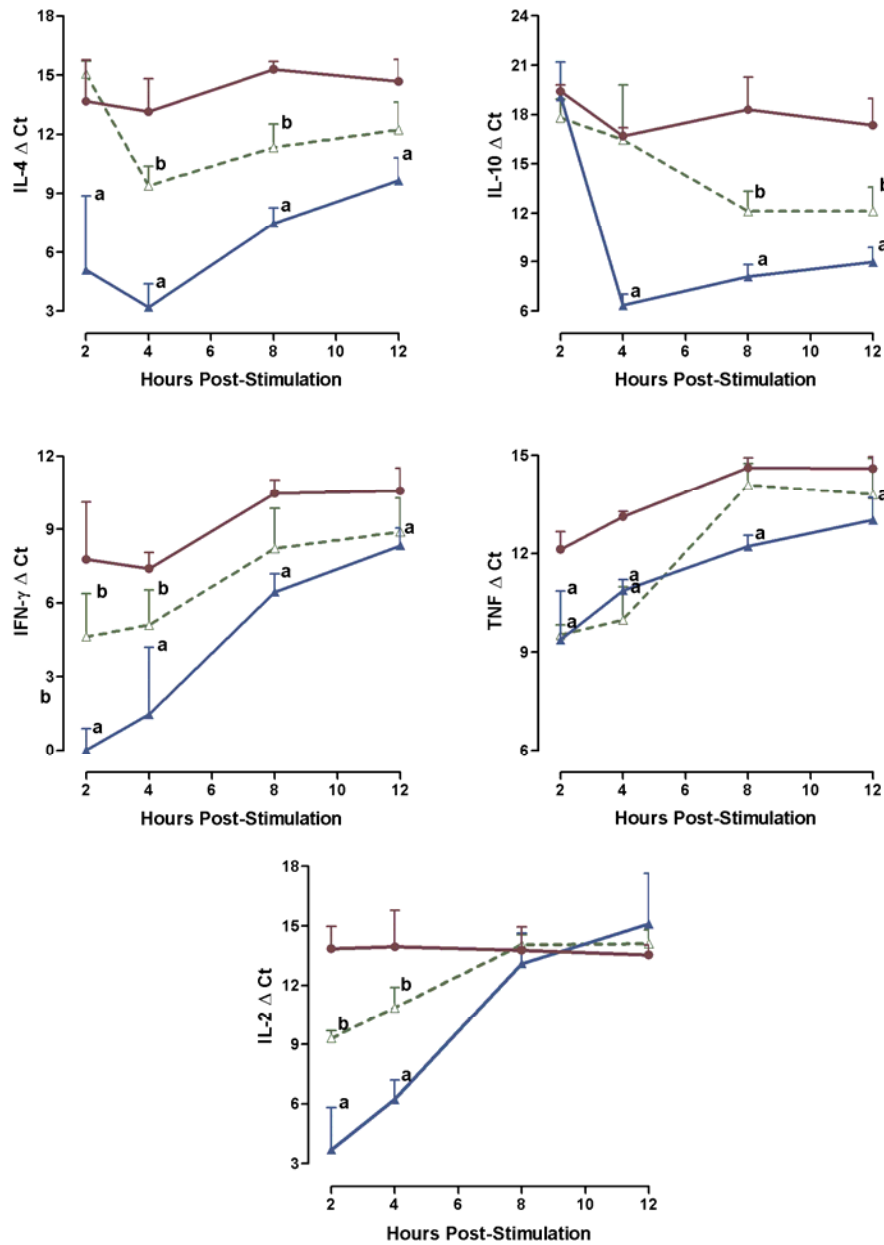 18
15
12
9
6
3
IL-4 Δ Ct
b
b
a
a
a
a
2 4 6 8 10 12
Hours Post-Stimulation
24
21
18
15
12
9
6
IL-10 Δ Ct
b
b
a
a
a
2 4 6 8 10 12
Hours Post-Stimulation
12
9
6
3
0
IFN-γ Δ Ct
b
b
b
a
a
a
a
2 4 6 8 10 12
Hours Post-Stimulation
15
12
9
6
TNF Δ Ct
a
a
a
a
a
a
2 4 6 8 10 12
Hours Post-Stimulation
18
15
12
9
6
3
IL-2 Δ Ct
b
b
a
a
2 4 6 8 10 12
Hours Post-Stimulation